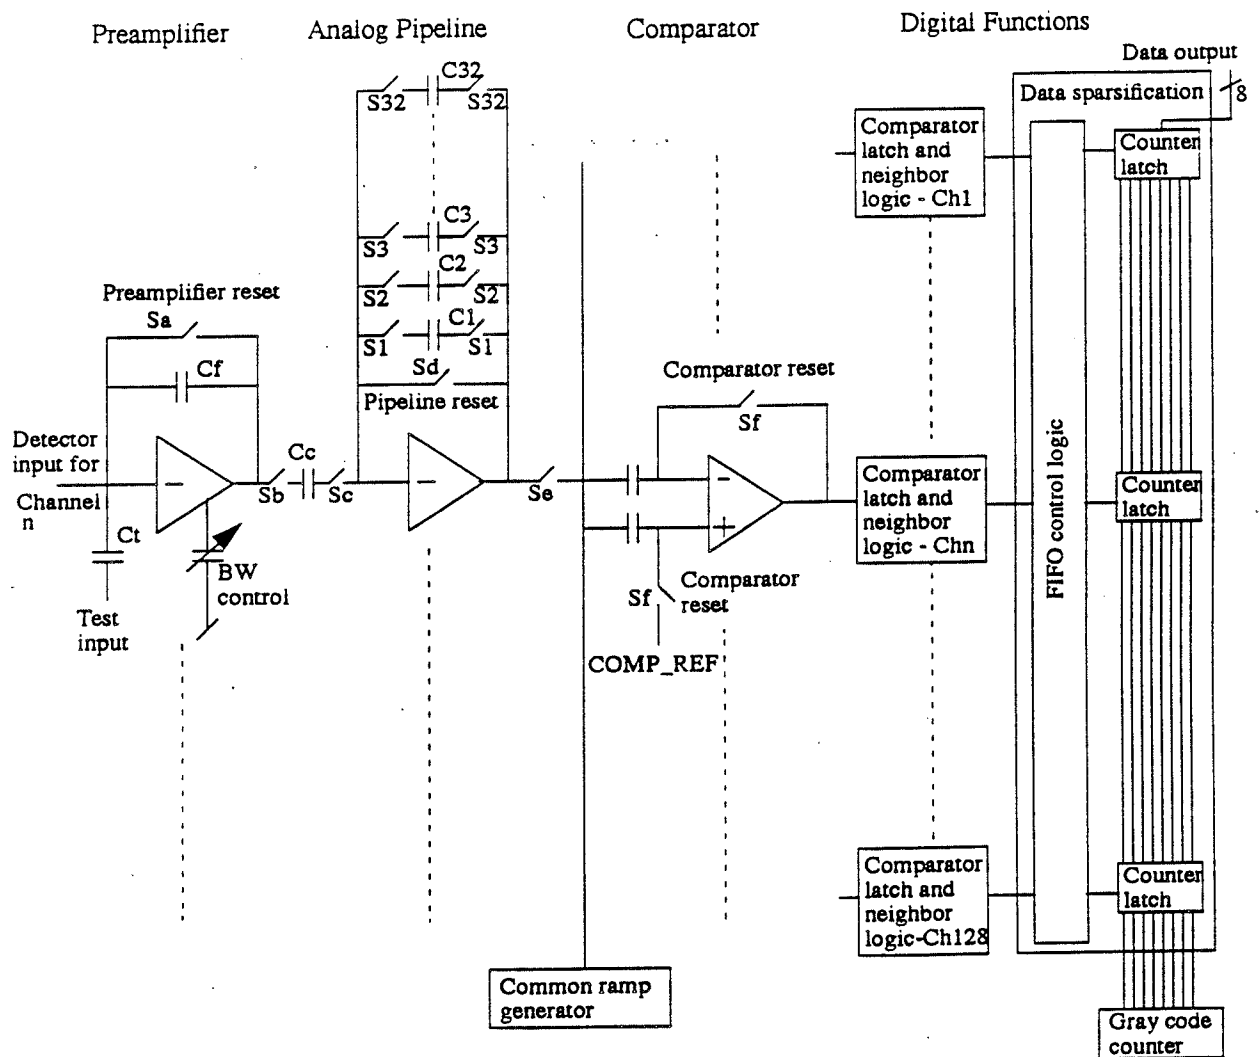 Preamplifier
Analog Pipeline
Comparator
Digital Functions
Data output
8
Data sparsification
C32
S32
S32
Comparator
latch and
neighbor
logic - Ch1
Counter
latch
C3
S3
S3
C2
S2
S2
C1
S1
S1
Preamplifier reset
Sa
Cf
Sd
Pipeline reset
Comparator reset
Sf
Detector
input for
Channel
n
Cc
Sb
Sc
Se
−
−
−
+
Comparator
latch and
neighbor
logic - Chn
Counter
latch
FIFO control logic
Ct
BW
control
Test
input
Sf
Comparator
reset
COMP_REF
Comparator
latch and
neighbor
logic-Ch128
Counter
latch
Common ramp
generator
Gray code
counter